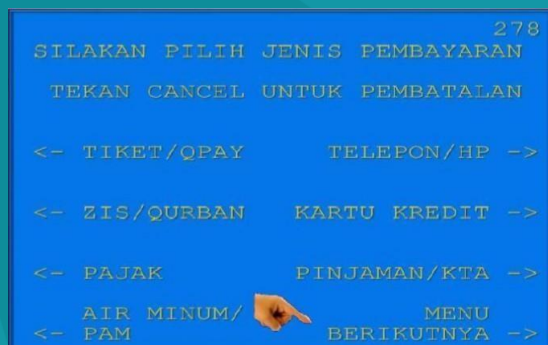 278
SILAKAN PILIH JENIS PEMBAYARAN
TEKAN CANCEL UNTUK PEMBATALAN
<- TIKET/QPAY TELEPON/HP ->
<- ZIS/QURBAN KARTU KREDIT ->
<- PAJAK PINJAMAN/KTA ->
AIR MINUM/ MENU
<- PAM BERIKUTNYA ->